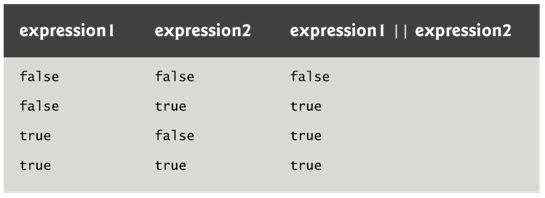 expression1 expression2 expression1 || expression2
false false false
false true true
true false true
true true true